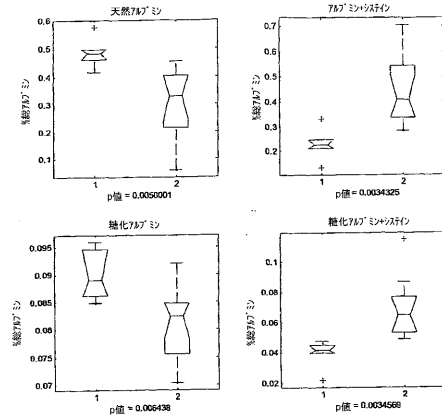 天然アルブミン
%総アルブミン
0.6
0.5
0.4
0.3
0.2
0.1
1 2
p値 = 0.0050001
アルブミン+システイン
%総アルブミン
0.7
0.6
0.5
0.4
0.3
0.2
1 2
p値 = 0.0034325
糖化アルブミン
%総アルブミン
0.095
0.09
0.085
0.08
0.075
0.07
1 2
p値 = 0.006438
糖化アルブミン+システイン
%総アルブミン
0.1
0.08
0.06
0.04
0.02
1 2
p値 = 0.0034569